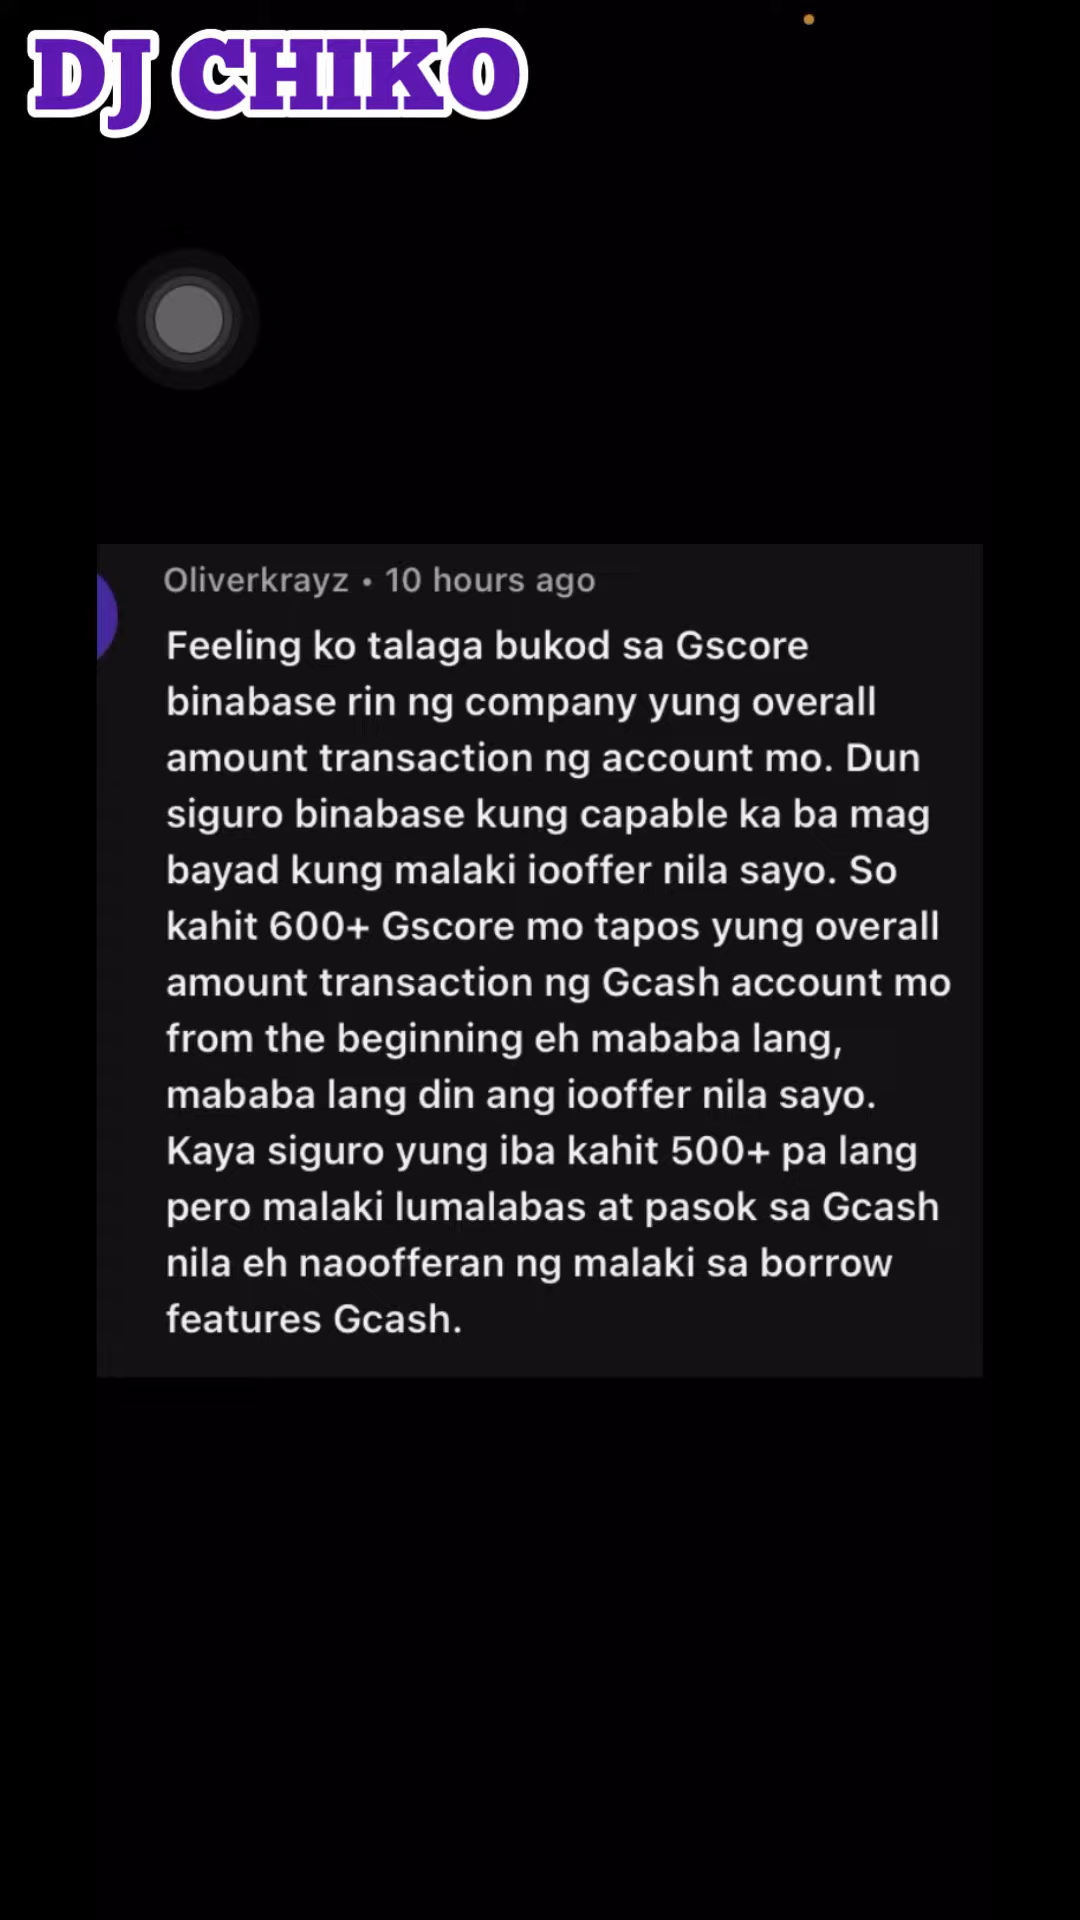 DJ CHIKO
Oliverkrayz • 10 hours ago
Feeling ko talaga bukod sa Gscore
binabase rin ng company yung overall
amount transaction ng account mo. Dun
siguro binabase kung capable ka ba mag
bayad kung malaki iooffer nila sayo. So
kahit 600+ Gscore mo tapos yung overall
amount transaction ng Gcash account mo
from the beginning eh mababa lang,
mababa lang din ang iooffer nila sayo.
Kaya siguro yung iba kahit 500+ pa lang
pero malaki lumalabas at pasok sa Gcash
nila eh naoofferan ng malaki sa borrow
features Gcash.